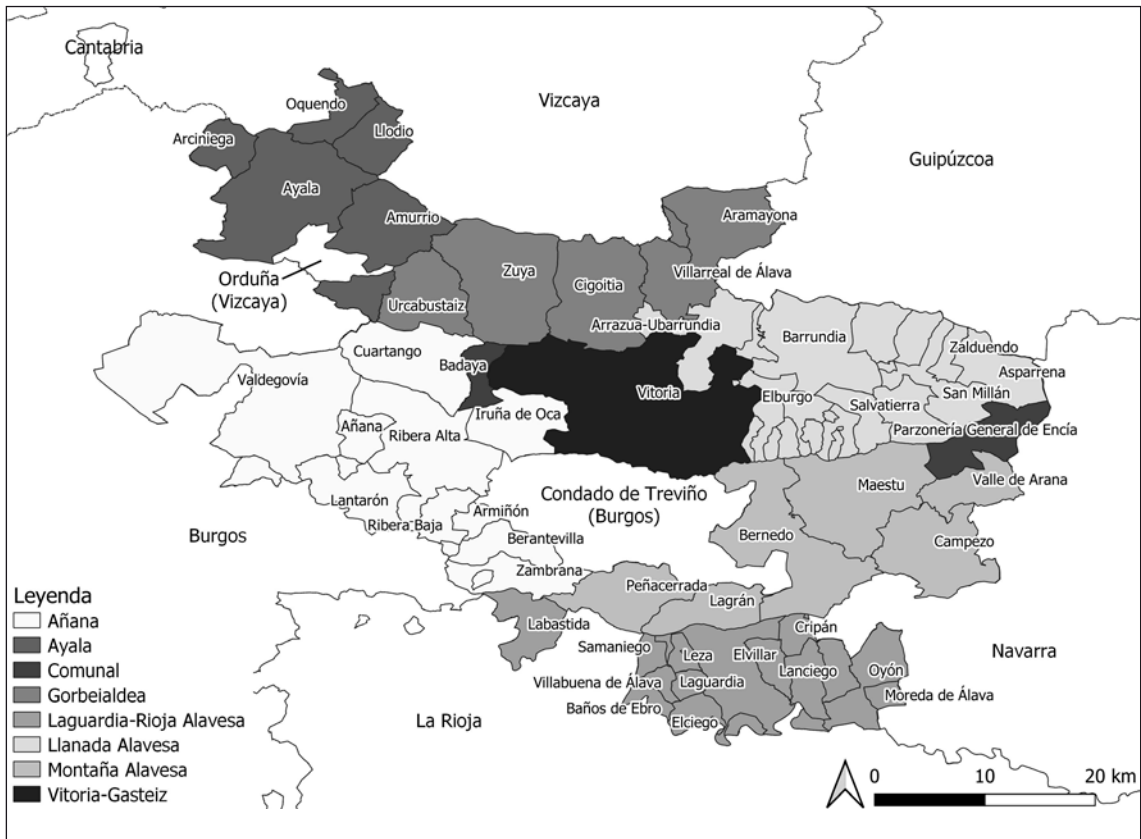 Cantabria
Oquendo
Vizcaya
Arciniega
Llodio
Guipúzcoa
Ayala
Amurrio
Aramayona
Orduña
(Vizcaya)
Zuya
Cigoitia
Villarreal de Álava
Urcabustaiz
Arrazua-Ubarrundia
Barrundia
Cuartango
Badaya
Zalduendo
Asparrena
Valdegovía
Vitoria
Elburgo
San Millán
Iruña de Oca
Salvatierra
Añana
Ribera Alta
Parzonería General de Encía
Maestu
Valle de Arana
Lantarón
Condado de Treviño
(Burgos)
Armiñón
Ribera Baja
Burgos
Berantevilla
Bernedo
Campezo
Zambrana
Peñacerrada
Lagrán
Labastida
Cripán
Samaniego
Leza
Elvillar
Navarra
Lanciego
Oyón
Villabuena de Álava
Laguardia
Moreda de Álava
Baños de Ebro
La Rioja
Elciego
Leyenda
Añana
Ayala
Comunal
Gorbeialdea
Laguardia-Rioja Alavesa
Llanada Alavesa
Montaña Alavesa
Vitoria-Gasteiz
0 10 20 km